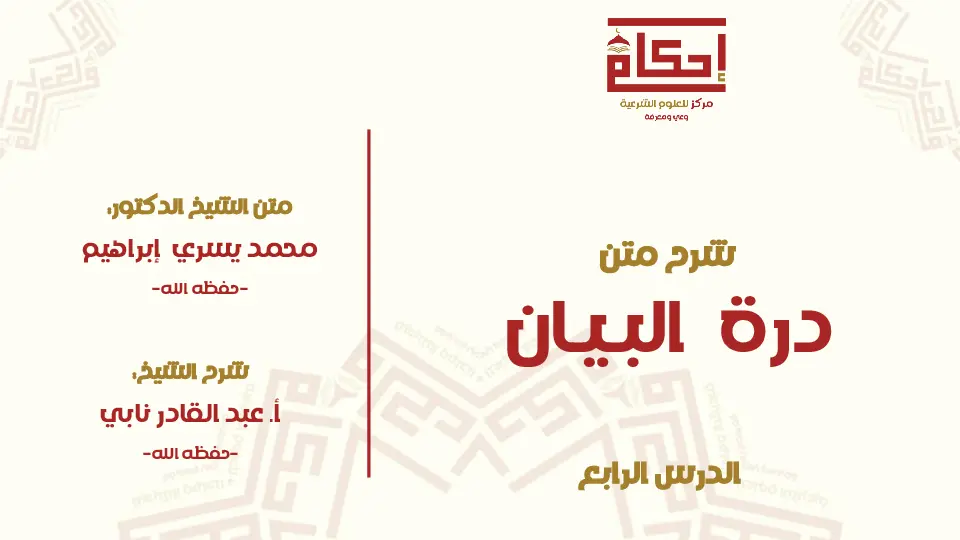 إحكام
مركز للعلوم الشرعية
وعي ومعرفة
شرح متن
درة البيان
الدرس الرابع
متن الشيخ الدكتور:
محمد يسري إبراهيم
-حفظه الله-
شرح الشيخ:
أ. عبد القادر نابي
-حفظه الله-